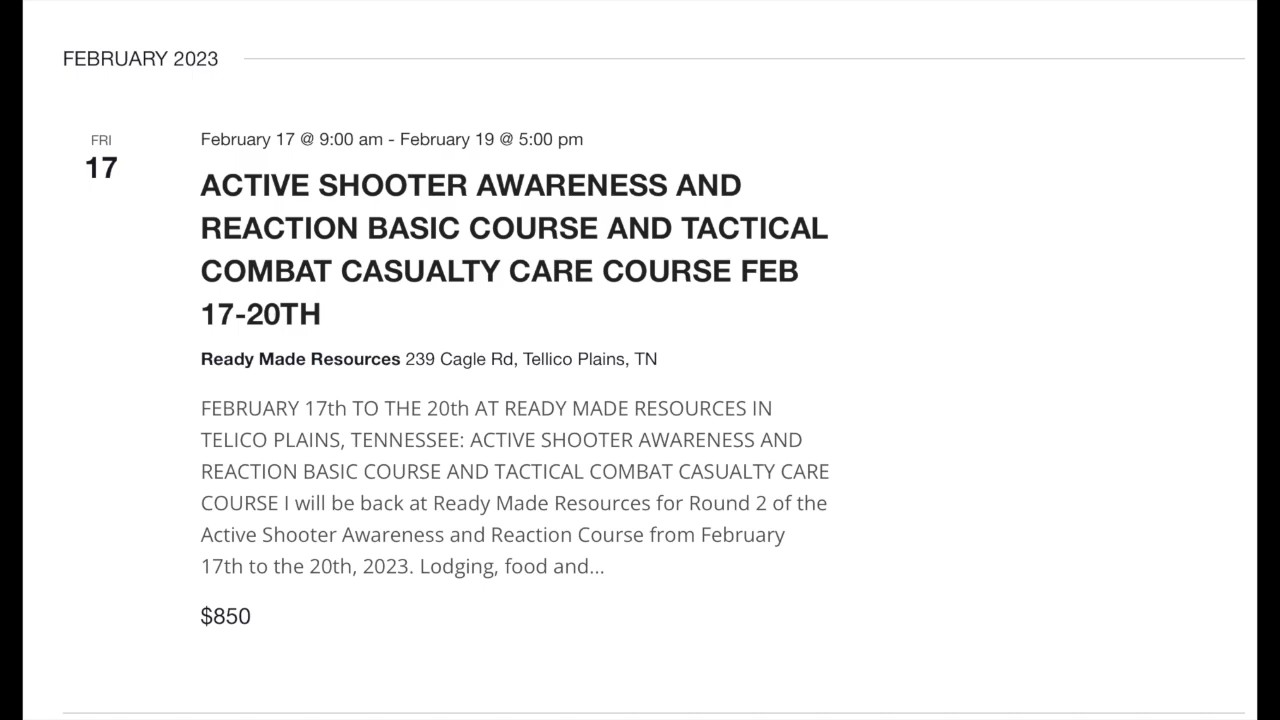 FEBRUARY 2023
FRI
17
February 17 @ 9:00 am - February 19 @ 5:00 pm
ACTIVE SHOOTER AWARENESS AND
REACTION BASIC COURSE AND TACTICAL
COMBAT CASUALTY CARE COURSE FEB
17-20TH
Ready Made Resources 239 Cagle Rd, Tellico Plains, TN
FEBRUARY 17th TO THE 20th AT READY MADE RESOURCES IN
TELICO PLAINS, TENNESSEE: ACTIVE SHOOTER AWARENESS AND
REACTION BASIC COURSE AND TACTICAL COMBAT CASUALTY CARE
COURSE I will be back at Ready Made Resources for Round 2 of the
Active Shooter Awareness and Reaction Course from February
17th to the 20th, 2023. Lodging, food and...
$850